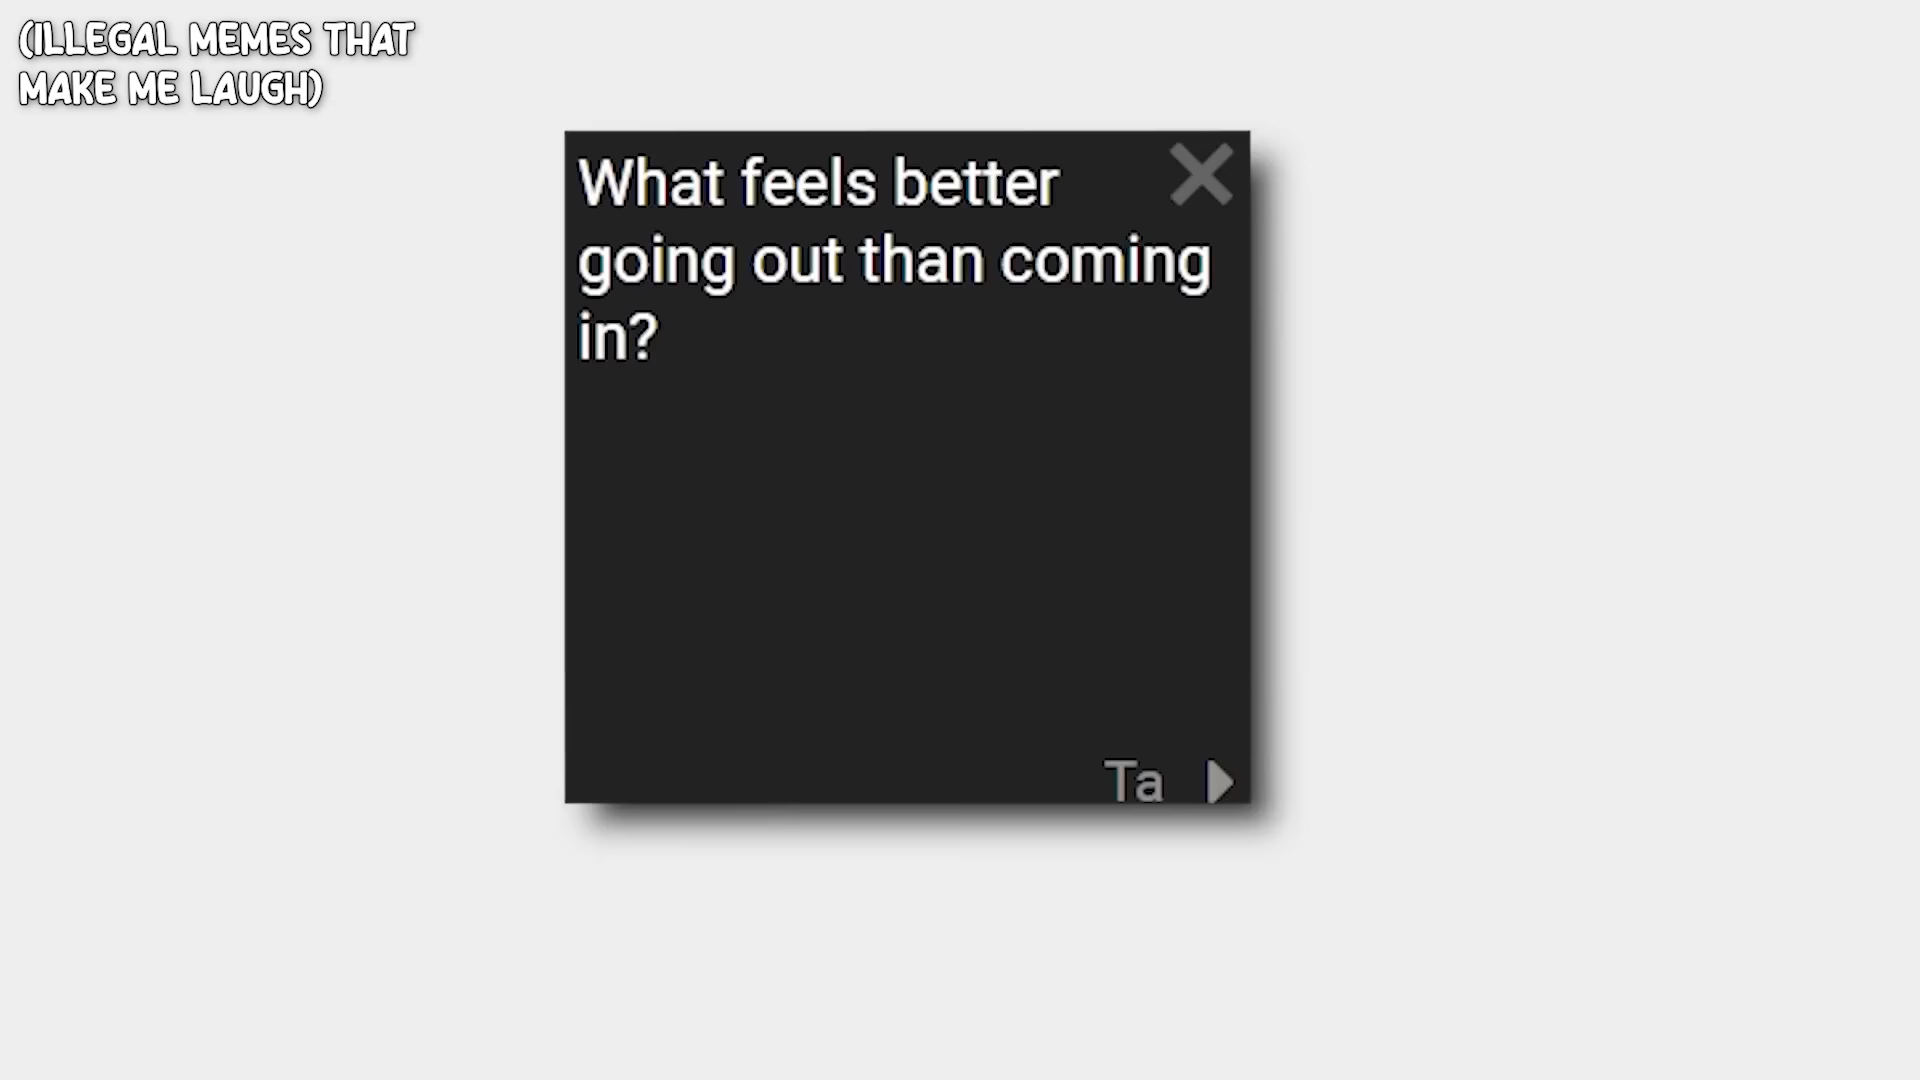 (ILLEGAL MEMES THAT
MAKE ME LAUGH)
What feels better
going out than coming
in?
Ta